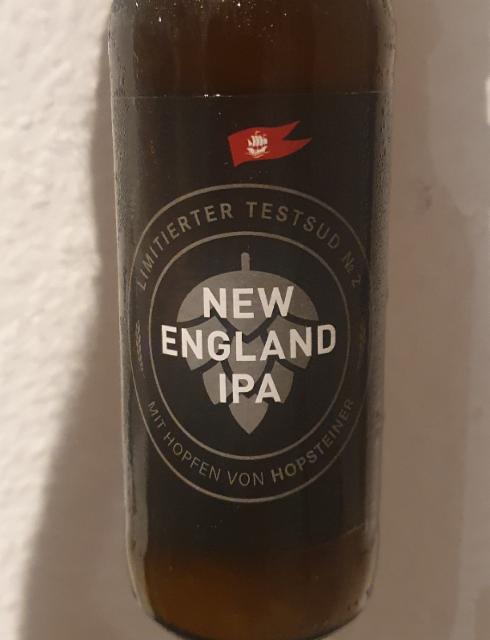 LIMITIERTER TESTSUD № 2
NEW
ENGLAND
IPA
MIT HOPFEN VON HOPSTEINER